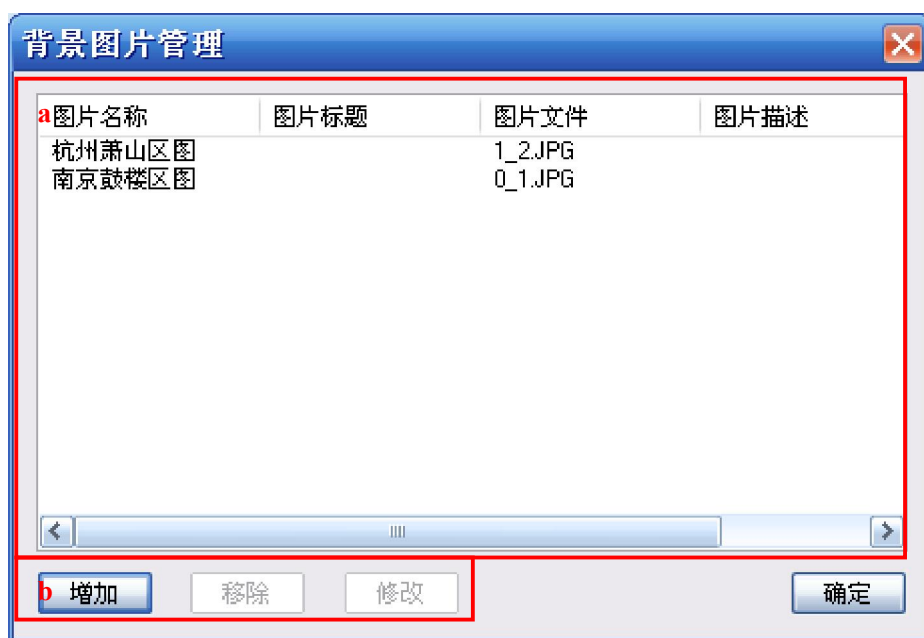 背景图片管理
a图片名称 图片标题 图片文件 图片描述
杭州萧山区图 1_2.JPG
南京鼓楼区图 0_1.JPG
b 增加 移除 修改 确定